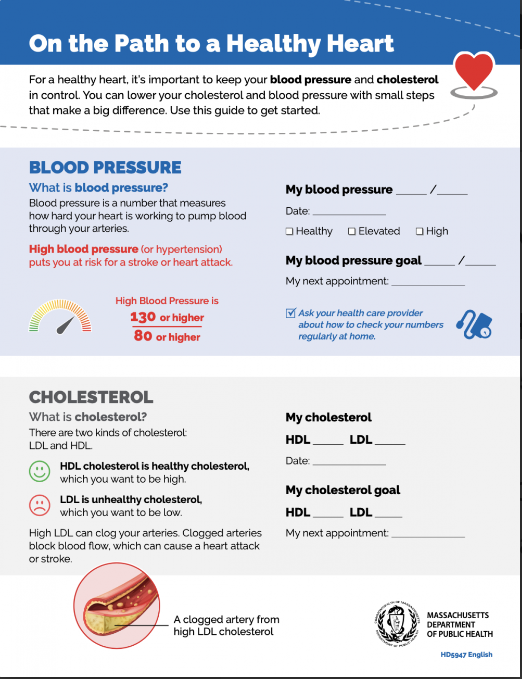 On the Path to a Healthy Heart
For a healthy heart, it's important to keep your blood pressure and cholesterol
in control. You can lower your cholesterol and blood pressure with small steps
that make a big difference. Use this guide to get started.
BLOOD PRESSURE
What is blood pressure?
Blood pressure is a number that measures
how hard your heart is working to pump blood
through your arteries.
High blood pressure (or hypertension)
puts you at risk for a stroke or heart attack.
High Blood Pressure is
130 or higher
80 or higher
My blood pressure _____ /_____
Date: _______________
☐ Healthy ☐ Elevated ☐ High
My blood pressure goal _____ /_____
My next appointment: _______________
☑ Ask your health care provider
about how to check your numbers
regularly at home.
CHOLESTEROL
What is cholesterol?
There are two kinds of cholesterol:
LDL and HDL.
HDL cholesterol is healthy cholesterol,
which you want to be high.
LDL is unhealthy cholesterol,
which you want to be low.
High LDL can clog your arteries. Clogged arteries
block blood flow, which can cause a heart attack
or stroke.
My cholesterol
HDL _____ LDL _____
Date: _______________
My cholesterol goal
HDL _____ LDL _____
My next appointment: _______________
A clogged artery from
high LDL cholesterol
MASSACHUSETTS
DEPARTMENT
OF PUBLIC HEALTH
HD5947 English